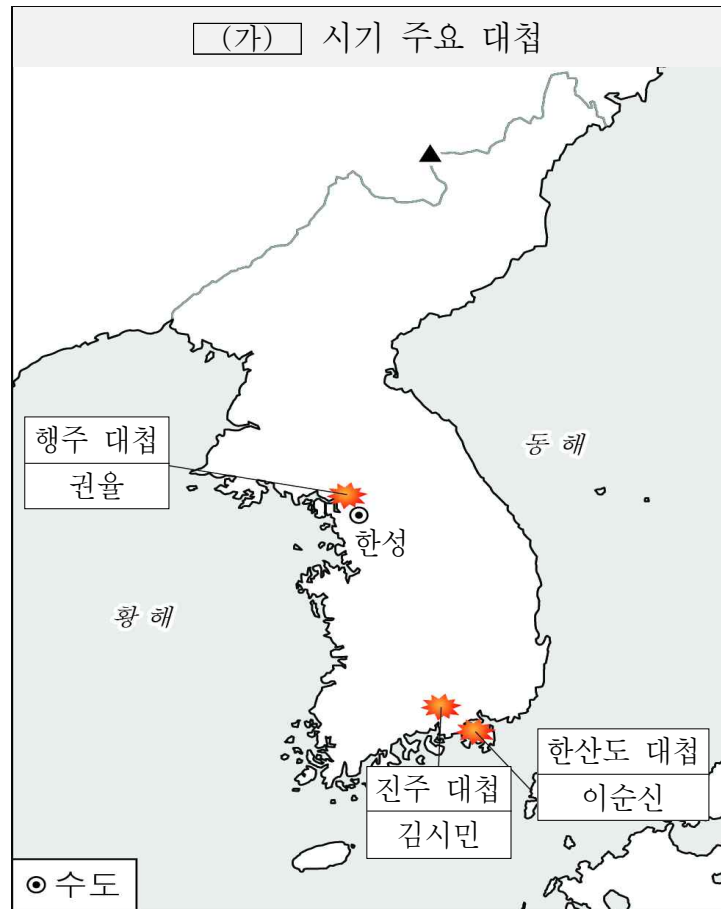 (가) 시기 주요 대첩
행주 대첩
권율
동해
한성
황해
한산도 대첩
이순신
진주 대첩
김시민
수도